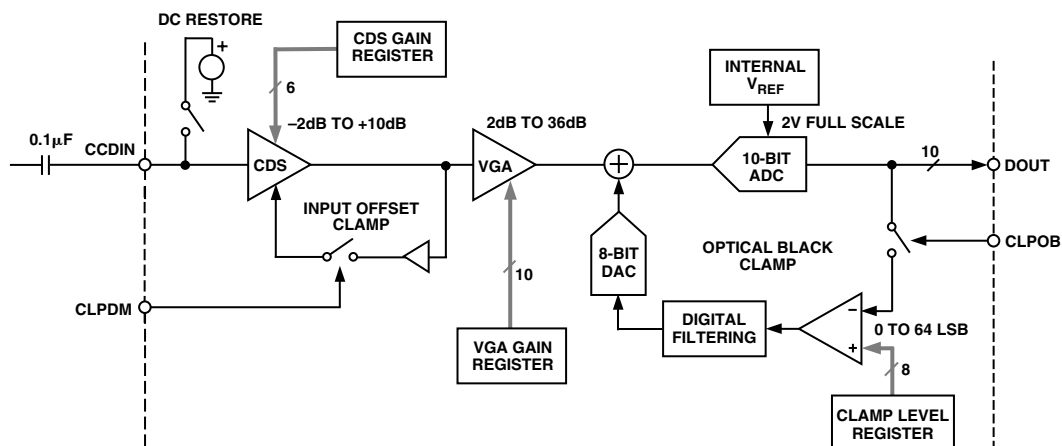 DC RESTORE
+
CDS GAIN
REGISTER
6
–2dB TO +10dB
INTERNAL
VREF
2V FULL SCALE
2dB TO 36dB
0.1μF
CCDIN
CDS
VGA
+
10-BIT
ADC
10
DOUT
INPUT OFFSET
CLAMP
8-BIT
DAC
OPTICAL BLACK
CLAMP
CLPOB
CLPDM
10
VGA GAIN
REGISTER
DIGITAL
FILTERING
–
+
0 TO 64 LSB
8
CLAMP LEVEL
REGISTER